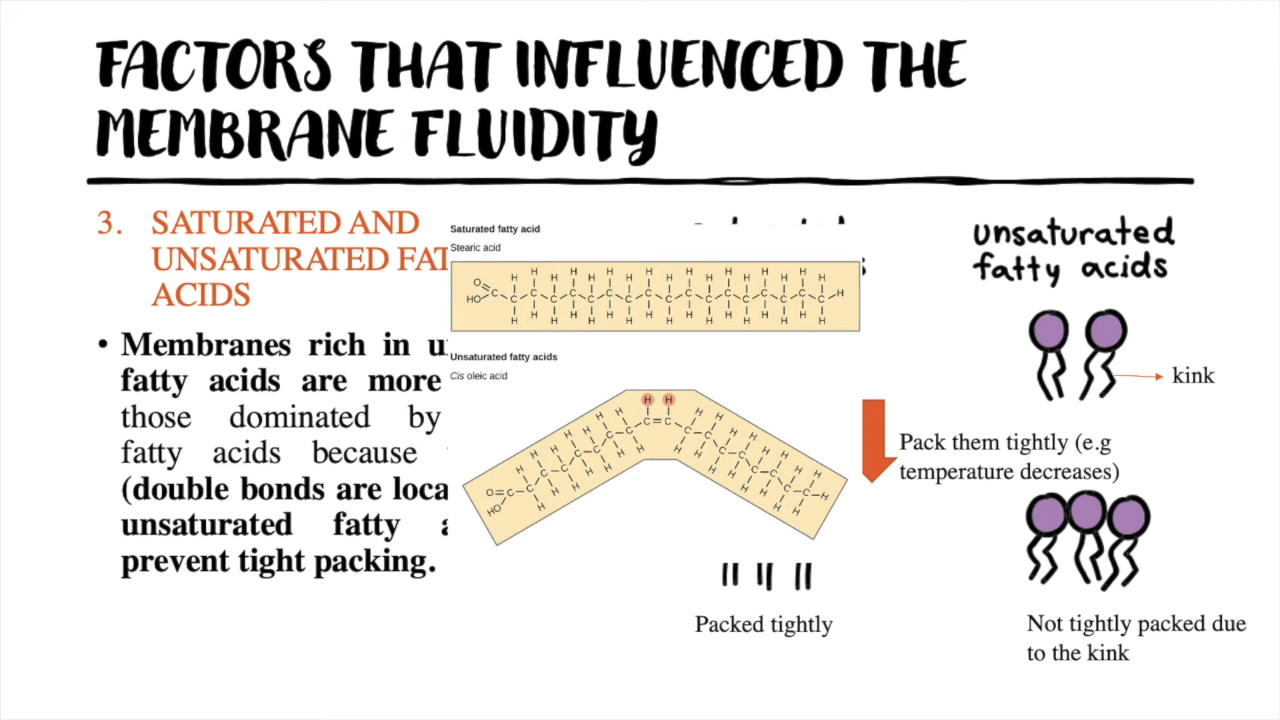 FACTORS THAT INFLUENCED THE
MEMBRANE FLUIDITY
3. SATURATED AND
UNSATURATED FAT
ACIDS
• Membranes rich in
fatty acids are more
those dominated by
fatty acids because
(double bonds are
unsaturated fatty
prevent tight packing.
Saturated fatty acid
Stearic acid
O
HO C C C C C C C C C C C C C C C C C C H
H H H H H H H H H H H H H H H H H
H H H H H H H H H H H H H H H H H
Unsaturated fatty acids
Cis oleic acid
H H
C=C
O=C
HO
Packed tightly
unsaturated
fatty acids
kink
Pack them tightly (e.g
temperature decreases)
Not tightly packed due
to the kink